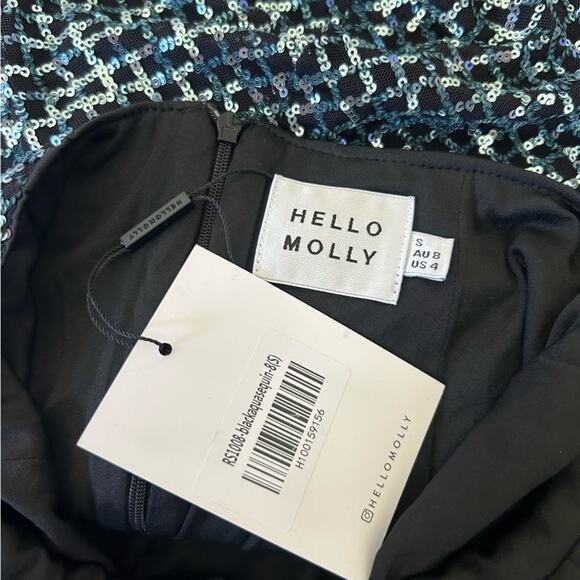 HELLO
MOLLY
S
AU 8
US 4
HELLOMOLLY
RS1008-blackaquasequin-8(S)
H100159156
HELLOMOLLY